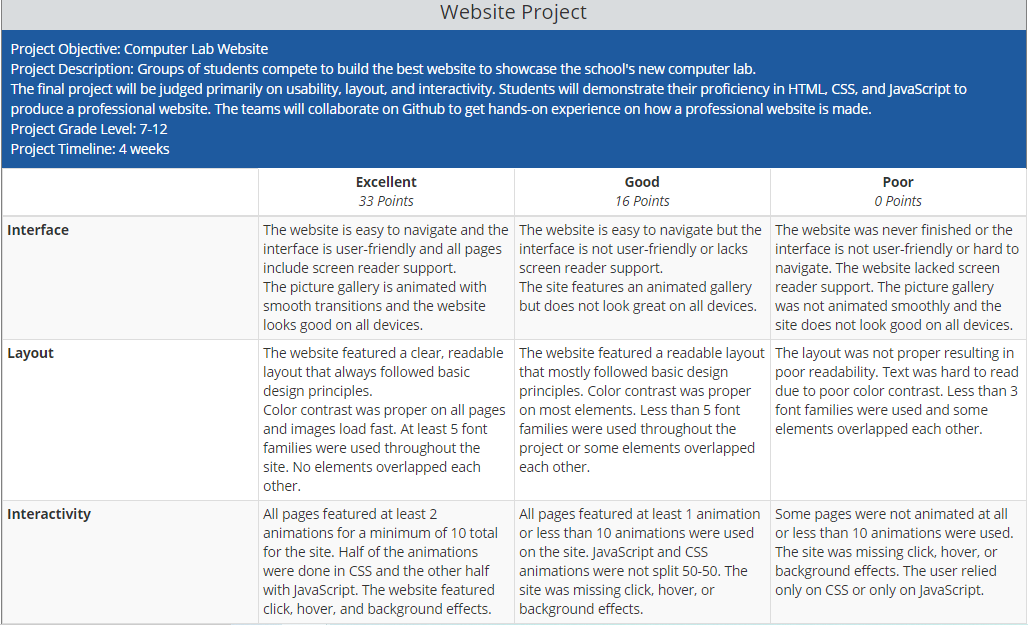 Website Project
Project Objective: Computer Lab Website
Project Description: Groups of students compete to build the best website to showcase the school's new computer lab.
The final project will be judged primarily on usability, layout, and interactivity. Students will demonstrate their proficiency in HTML, CSS, and JavaScript to
produce a professional website. The teams will collaborate on Github to get hands-on experience on how a professional website is made.
Project Grade Level: 7-12
Project Timeline: 4 weeks
Excellent
33 Points
Good
16 Points
Poor
0 Points
Interface
The website is easy to navigate and the
interface is user-friendly and all pages
include screen reader support.
The picture gallery is animated with
smooth transitions and the website
looks good on all devices.
The website is easy to navigate but the
interface is not user-friendly or lacks
screen reader support.
The site features an animated gallery
but does not look great on all devices.
The website was never finished or the
interface is not user-friendly or hard to
navigate. The website lacked screen
reader support. The picture gallery
was not animated smoothly and the
site does not look good on all devices.
Layout
The website featured a clear, readable
layout that always followed basic
design principles.
Color contrast was proper on all pages
and images load fast. At least 5 font
families were used throughout the
site. No elements overlapped each
other.
The website featured a readable layout
that mostly followed basic design
principles. Color contrast was proper
on most elements. Less than 5 font
families were used throughout the
project or some elements overlapped
each other.
The layout was not proper resulting in
poor readability. Text was hard to read
due to poor color contrast. Less than 3
font families were used and some
elements overlapped each other.
Interactivity
All pages featured at least 2
animations for a minimum of 10 total
for the site. Half of the animations
were done in CSS and the other half
with JavaScript. The website featured
click, hover, and background effects.
All pages featured at least 1 animation
or less than 10 animations were used
on the site. JavaScript and CSS
animations were not split 50-50. The
site was missing click, hover, or
background effects.
Some pages were not animated at all
or less than 10 animations were used.
The site was missing click, hover, or
background effects. The user relied
only on CSS or only on JavaScript.